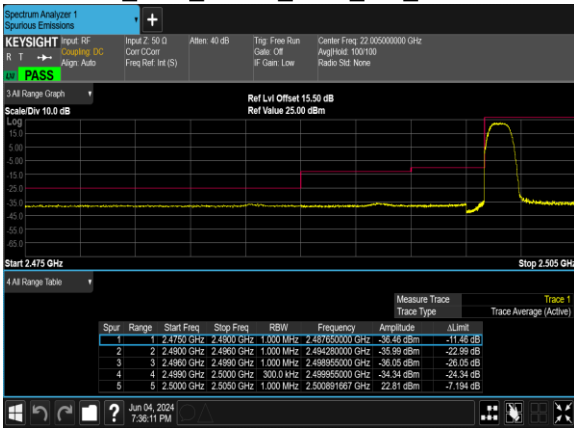 Spectrum Analyzer 1
Spurious Emissions
KEYSIGHT Input: RF Input Z: 50 Ω Atten: 40 dB Trig: Free Run Center Freq: 22.005000000 GHz
R T Coupling: DC Corr CCorr Gate: Off Avg|Hold: 100/100
Align: Auto Freq Ref: Int (S) IF Gain: Low Radio Std: None
PASS
3 All Range Graph
Ref Lvl Offset 15.50 dB
Scale/Div 10.0 dB Ref Value 25.00 dBm
Log
15.0
5.00
-5.00
-15.0
-25.0
-35.0
-45.0
-55.0
-65.0
Start 2.475 GHz Stop 2.505 GHz
4 All Range Table
Measure Trace Trace 1
Trace Type Trace Average (Active)
Spur Range Start Freq Stop Freq RBW Frequency Amplitude ΔLimit
1 1 2.4750 GHz 2.4900 GHz 1.000 MHz 2.487650000 GHz -36.46 dBm -11.46 dB
2 2 2.4900 GHz 2.4960 GHz 1.000 MHz 2.494280000 GHz -35.99 dBm -22.99 dB
3 3 2.4960 GHz 2.4990 GHz 1.000 MHz 2.498955000 GHz -36.05 dBm -26.05 dB
4 4 2.4990 GHz 2.5000 GHz 300.0 kHz 2.499955000 GHz -34.34 dBm -24.34 dB
5 5 2.5000 GHz 2.5050 GHz 1.000 MHz 2.500891667 GHz 22.81 dBm -7.194 dB
Jun 04, 2024
7:36:11 PM